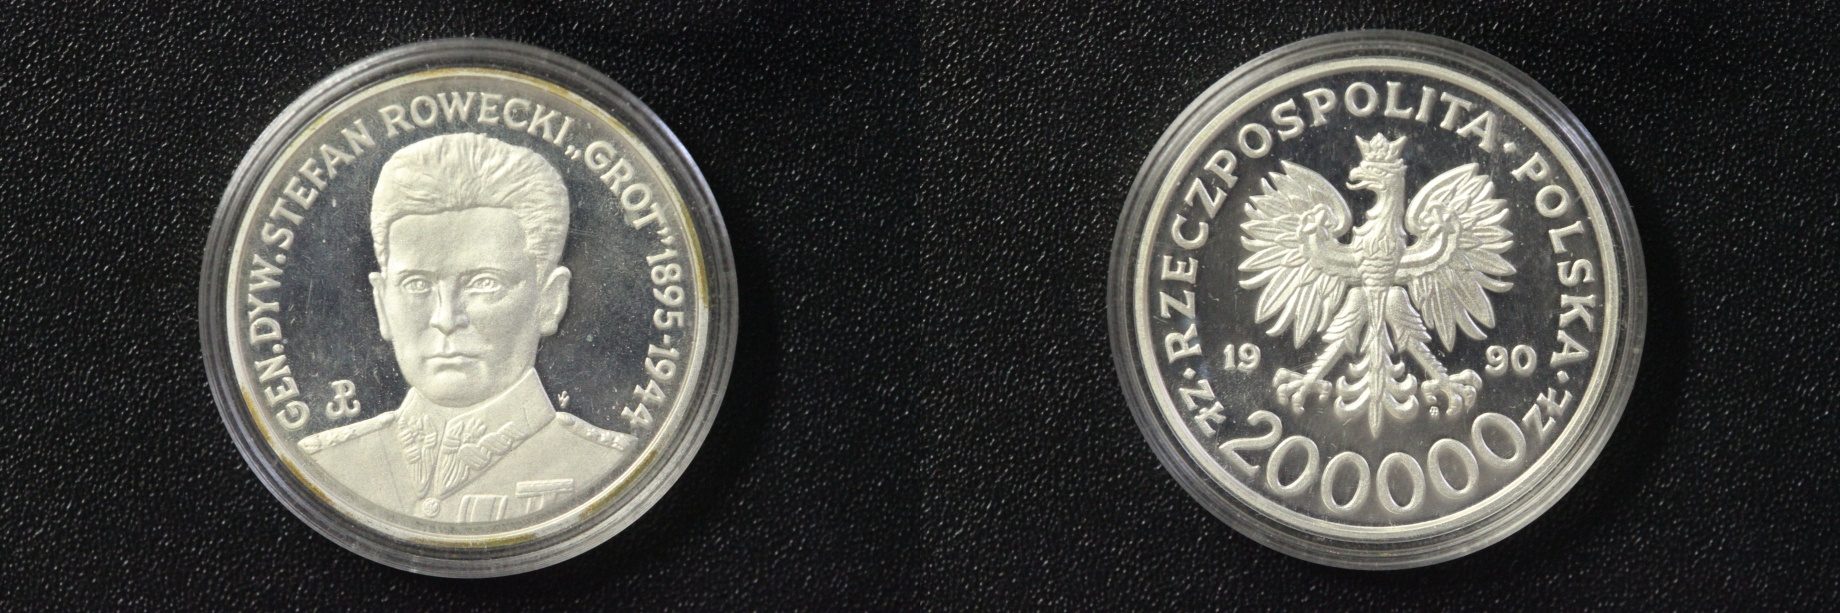 GEN.DYW.STEFAN ROWECKI„GROT"1895-1944
·RZECZPOSPOLITA·POLSKA·
19 90
ZŁ 200000 ZŁ